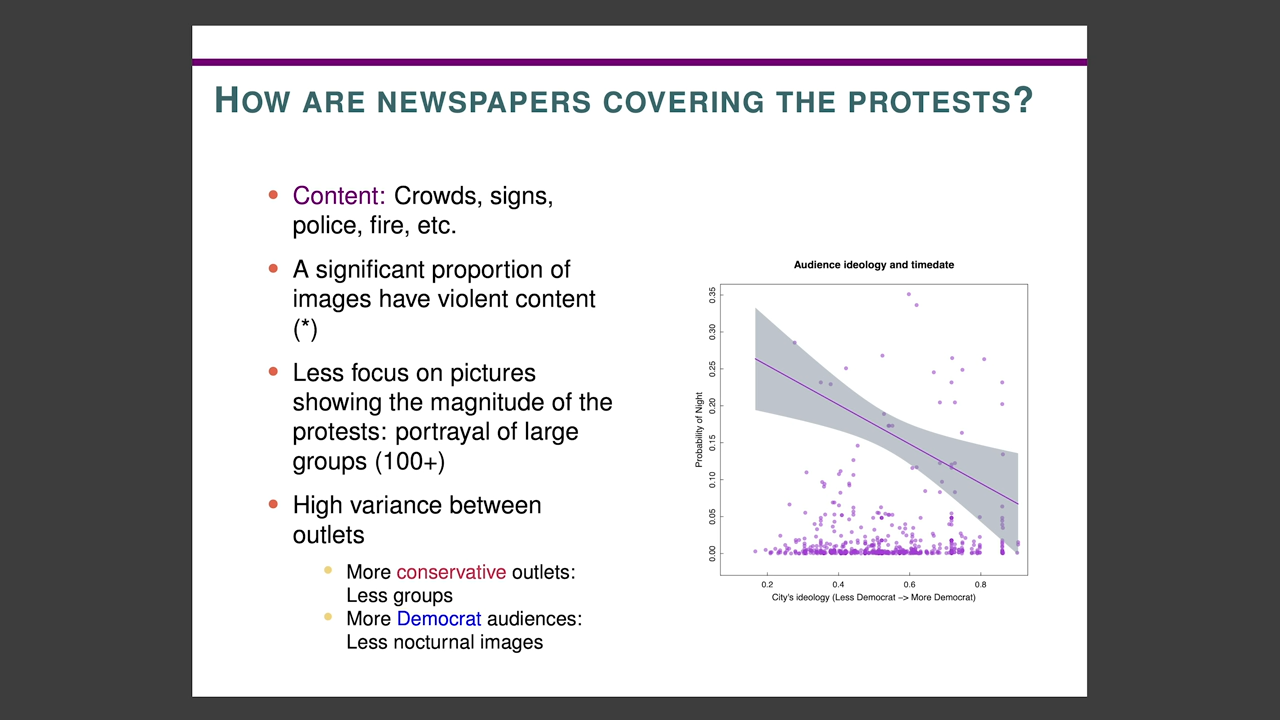 HOW ARE NEWSPAPERS COVERING THE PROTESTS?
• Content: Crowds, signs,
police, fire, etc.
• A significant proportion of
images have violent content
(*)
• Less focus on pictures
showing the magnitude of the
protests: portrayal of large
groups (100+)
• High variance between
outlets
• More conservative outlets:
Less groups
• More Democrat audiences:
Less nocturnal images
Audience ideology and timedate
Probability of Night
0.35
0.30
0.25
0.20
0.15
0.10
0.05
0.00
0.2 0.4 0.6 0.8
City's ideology (Less Democrat −> More Democrat)